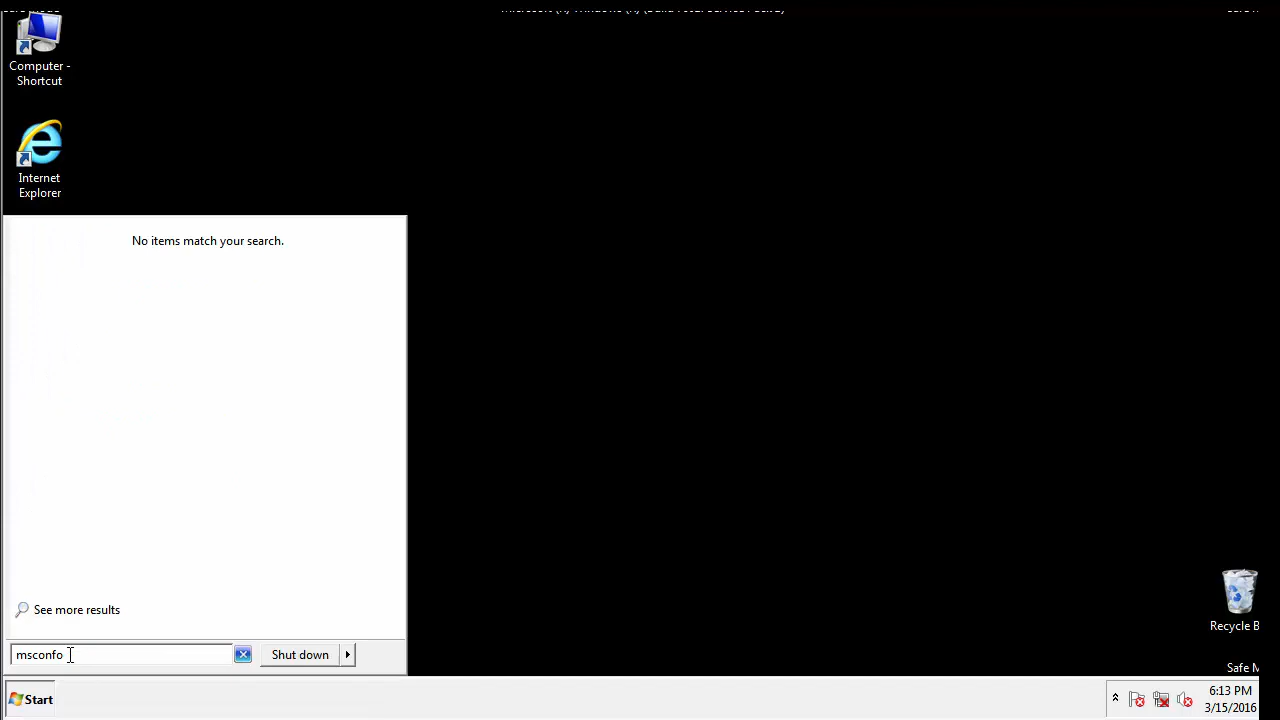 Computer -
Shortcut
Internet
Explorer
No items match your search.
See more results
msconfo
Shut down
Recycle B
Safe M
Start
6:13 PM
3/15/2016